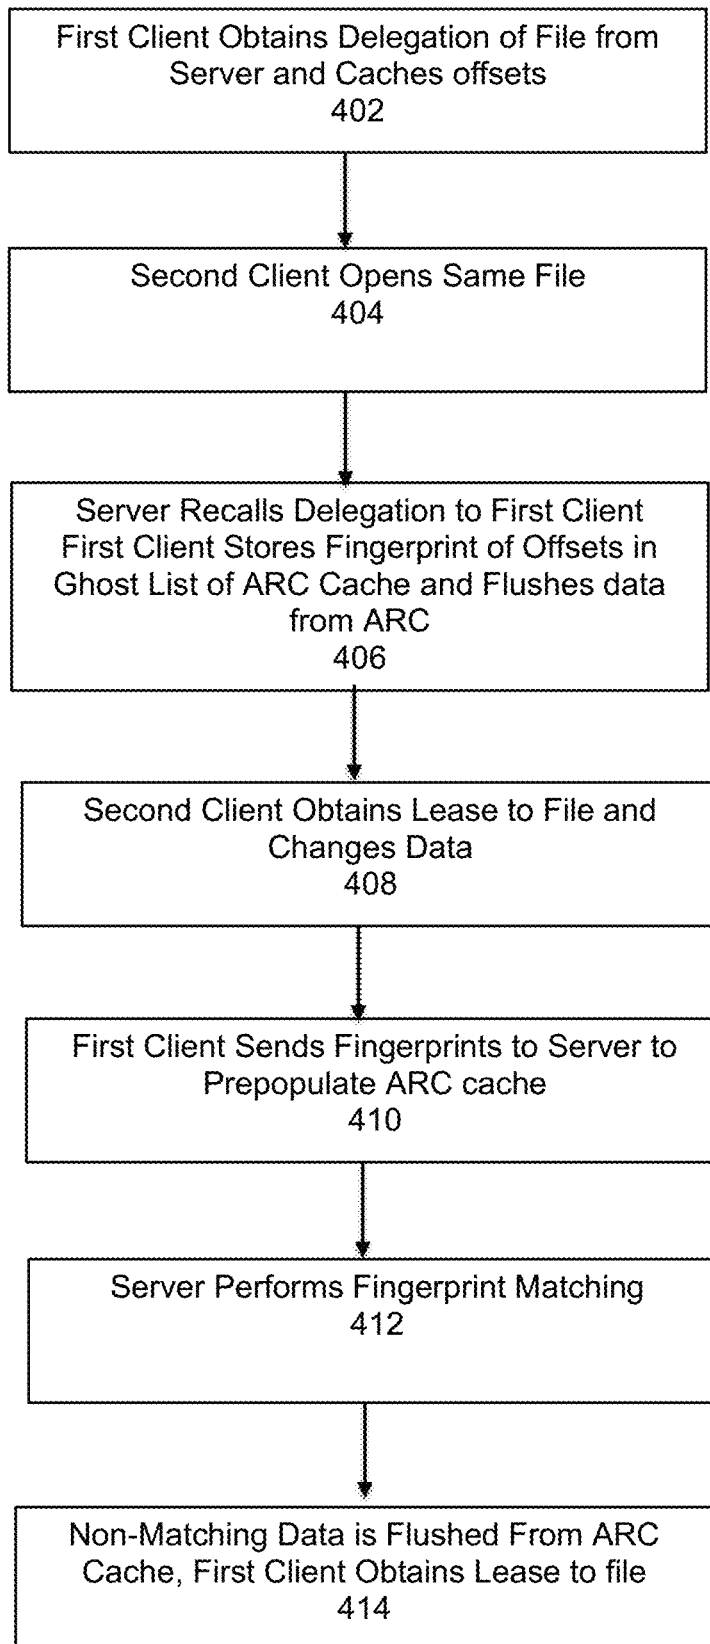 First Client Obtains Delegation of File from
Server and Caches offsets
402
Second Client Opens Same File
404
Server Recalls Delegation to First Client
First Client Stores Fingerprint of Offsets in
Ghost List of ARC Cache and Flushes data
from ARC
406
Second Client Obtains Lease to File and
Changes Data
408
First Client Sends Fingerprints to Server to
Prepopulate ARC cache
410
Server Performs Fingerprint Matching
412
Non-Matching Data is Flushed From ARC
Cache, First Client Obtains Lease to file
414